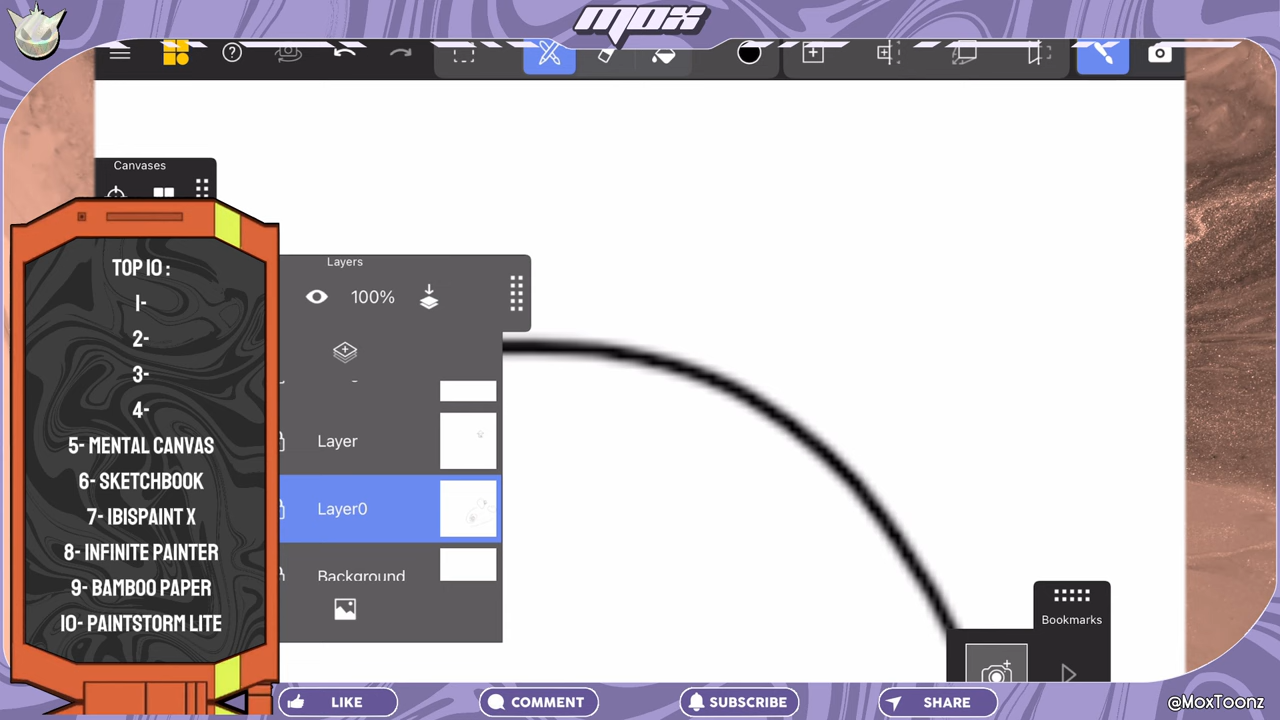 MOX
Canvases
TOP 10 :
1-
2-
3-
4-
5- MENTAL CANVAS
6- SKETCHBOOK
7- IBISPAINT X
8- INFINITE PAINTER
9- BAMBOO PAPER
10- PAINTSTORM LITE
Layers
100%
Layer
Layer0
Background
Bookmarks
LIKE
COMMENT
SUBSCRIBE
SHARE
@MoxToonz